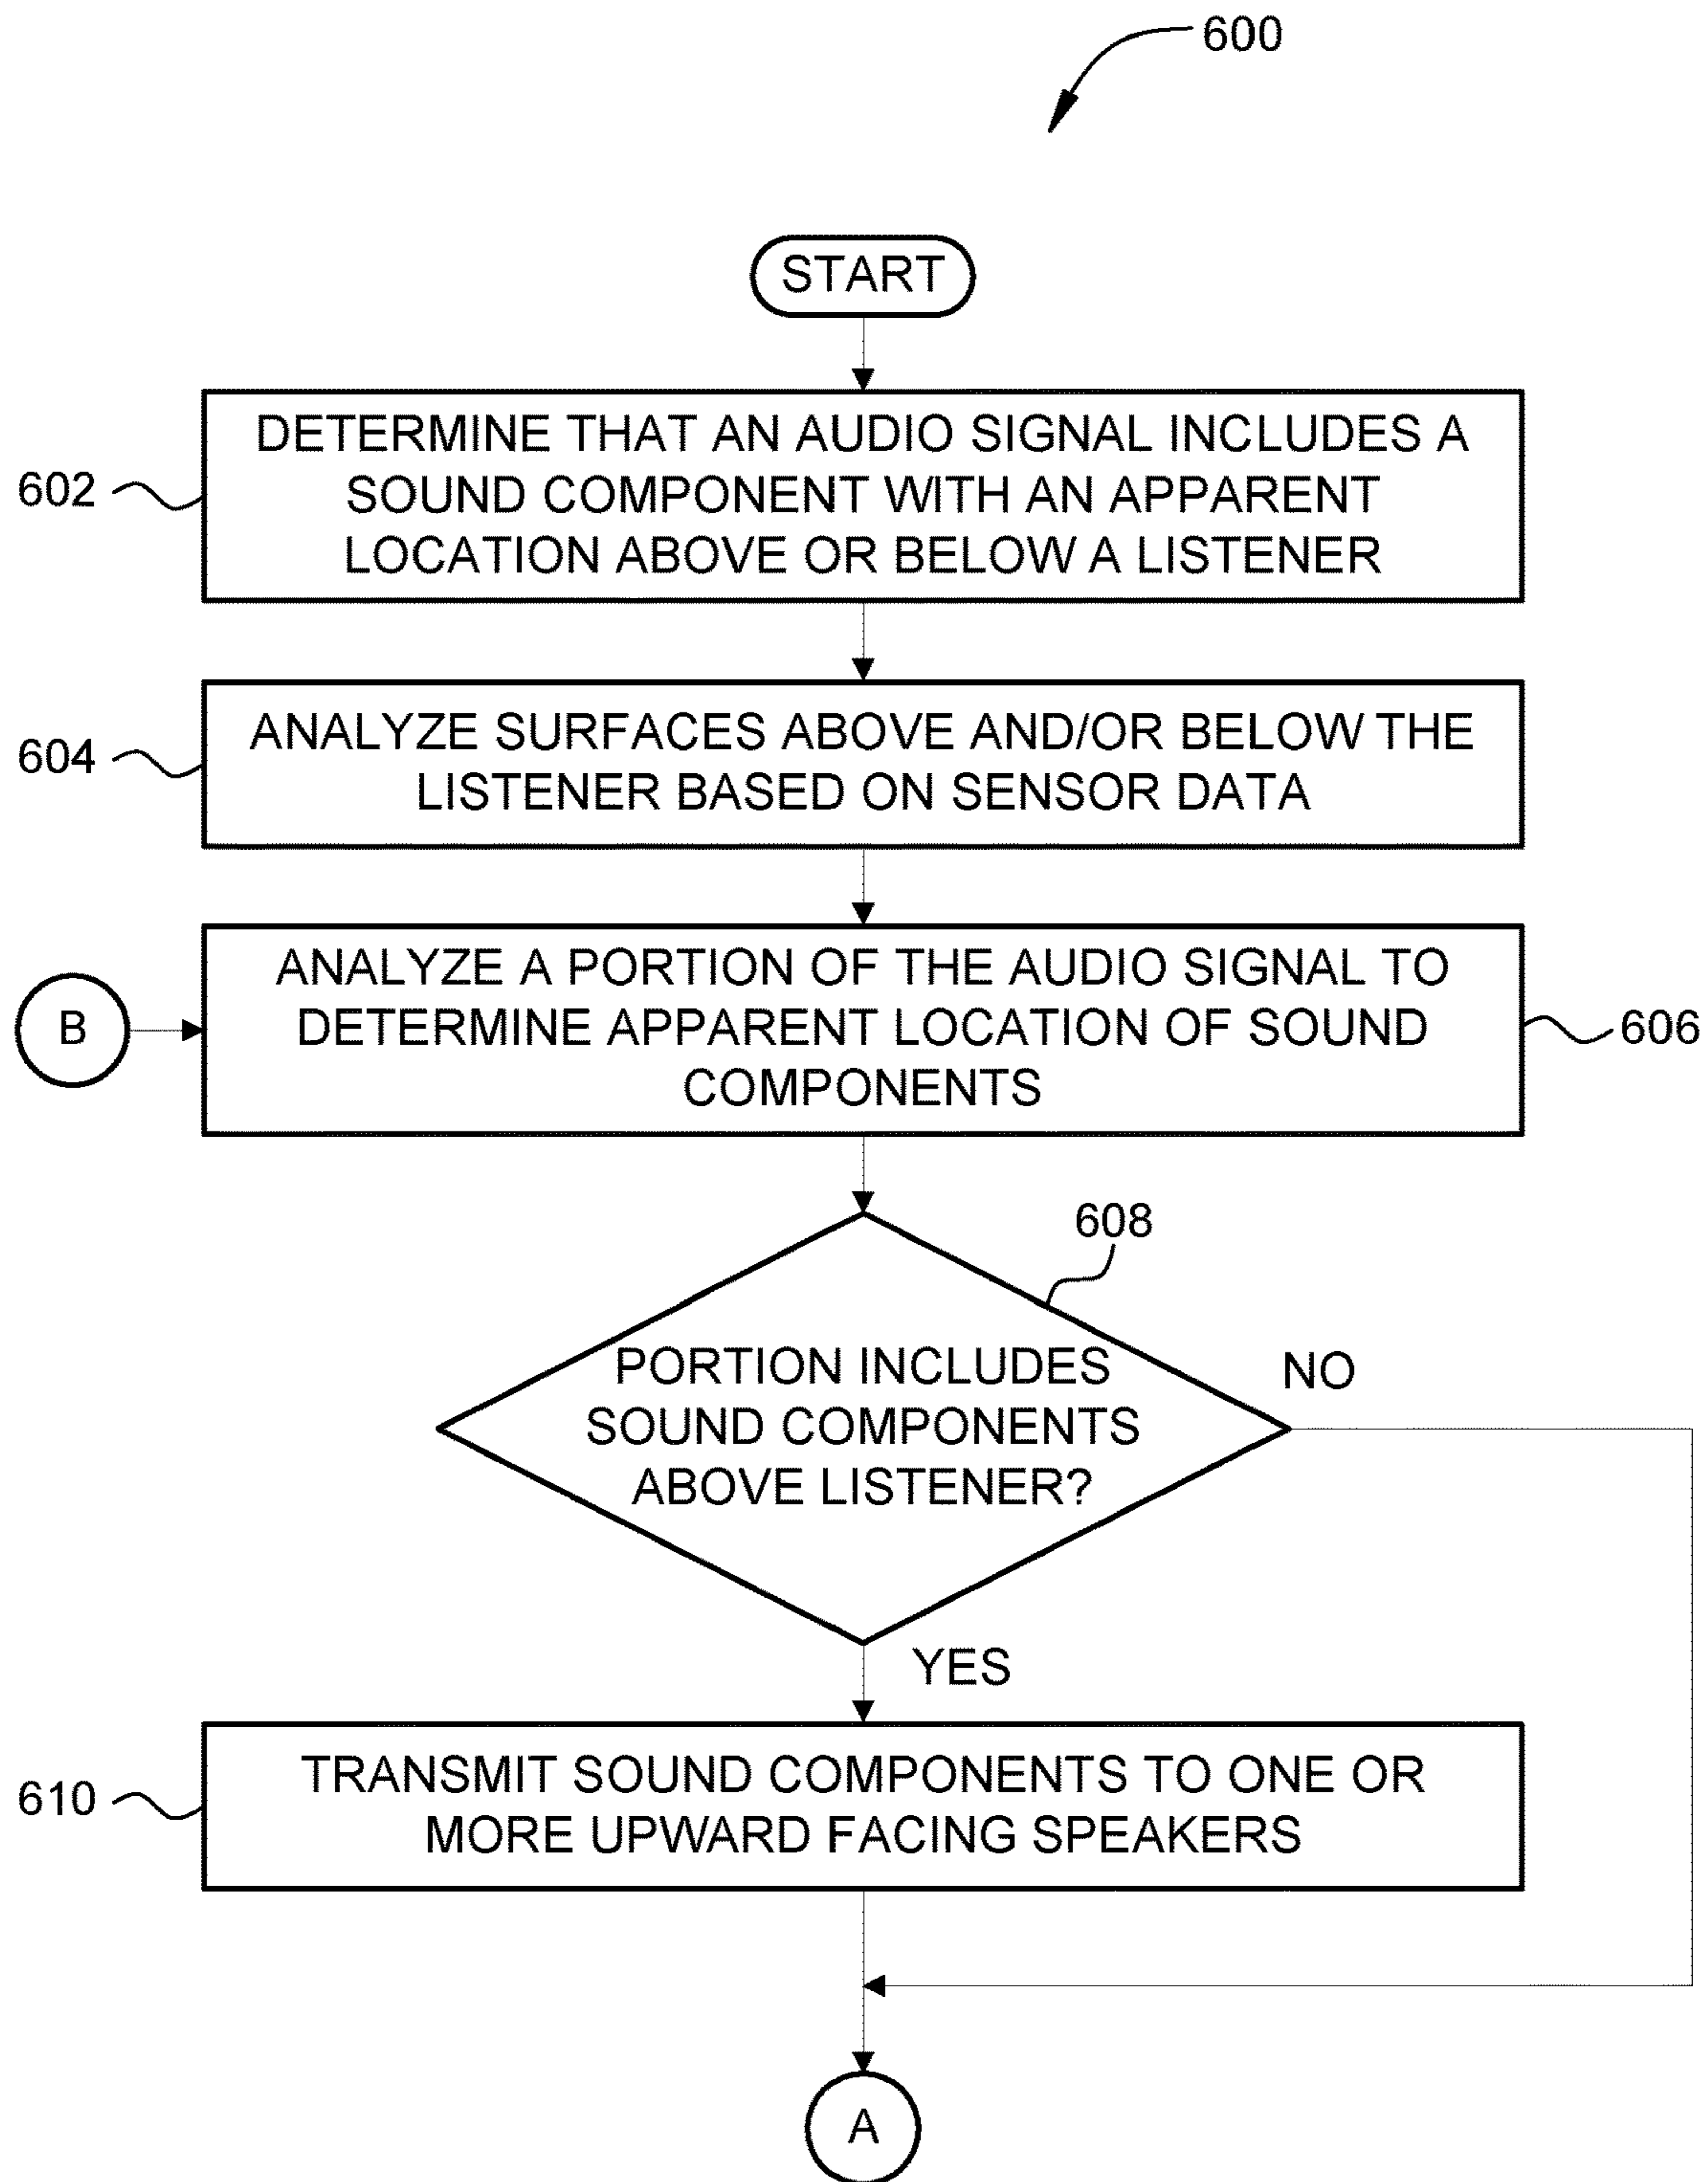 600
START
DETERMINE THAT AN AUDIO SIGNAL INCLUDES A
SOUND COMPONENT WITH AN APPARENT
LOCATION ABOVE OR BELOW A LISTENER
602
ANALYZE SURFACES ABOVE AND/OR BELOW THE
LISTENER BASED ON SENSOR DATA
604
ANALYZE A PORTION OF THE AUDIO SIGNAL TO
DETERMINE APPARENT LOCATION OF SOUND
COMPONENTS
B
606
608
PORTION INCLUDES
SOUND COMPONENTS
ABOVE LISTENER?
NO
YES
TRANSMIT SOUND COMPONENTS TO ONE OR
MORE UPWARD FACING SPEAKERS
610
A